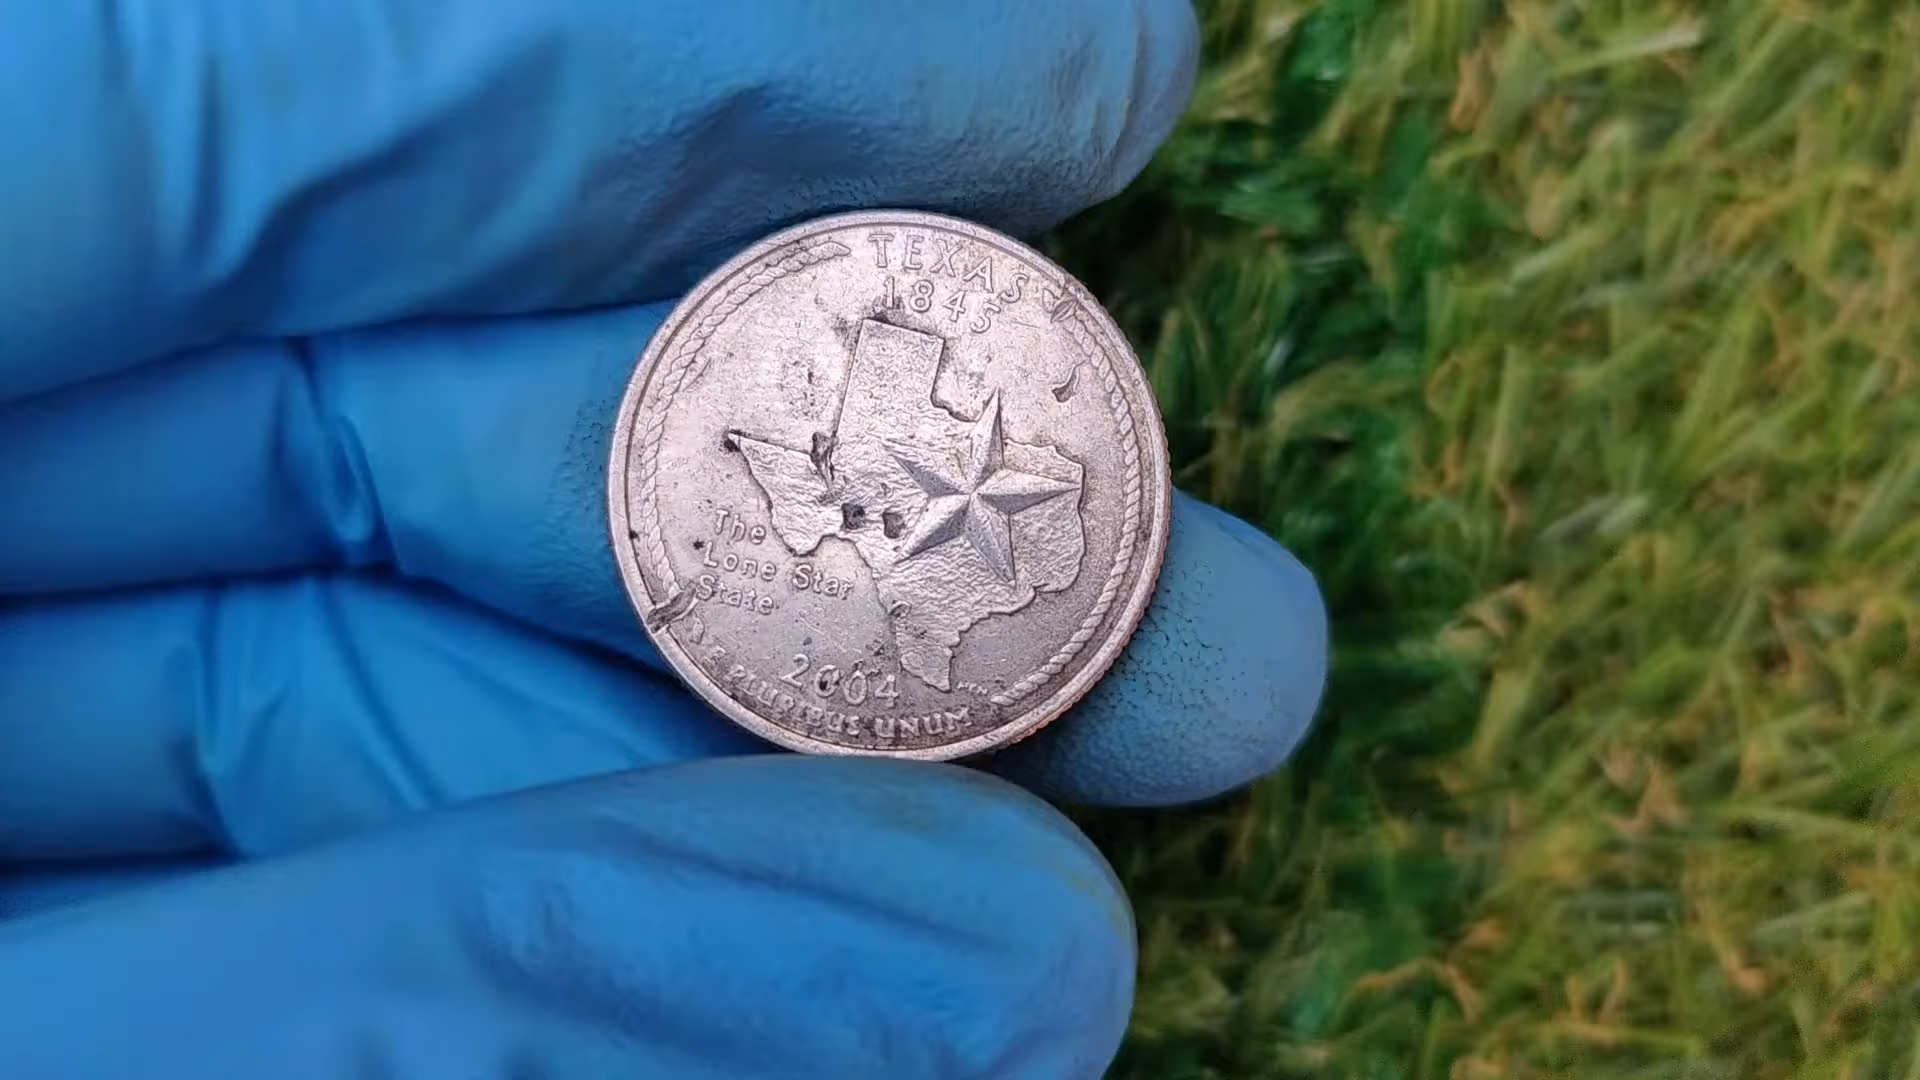 TEXAS
1845
The
Lone Star
State
2004
E PLURIBUS UNUM